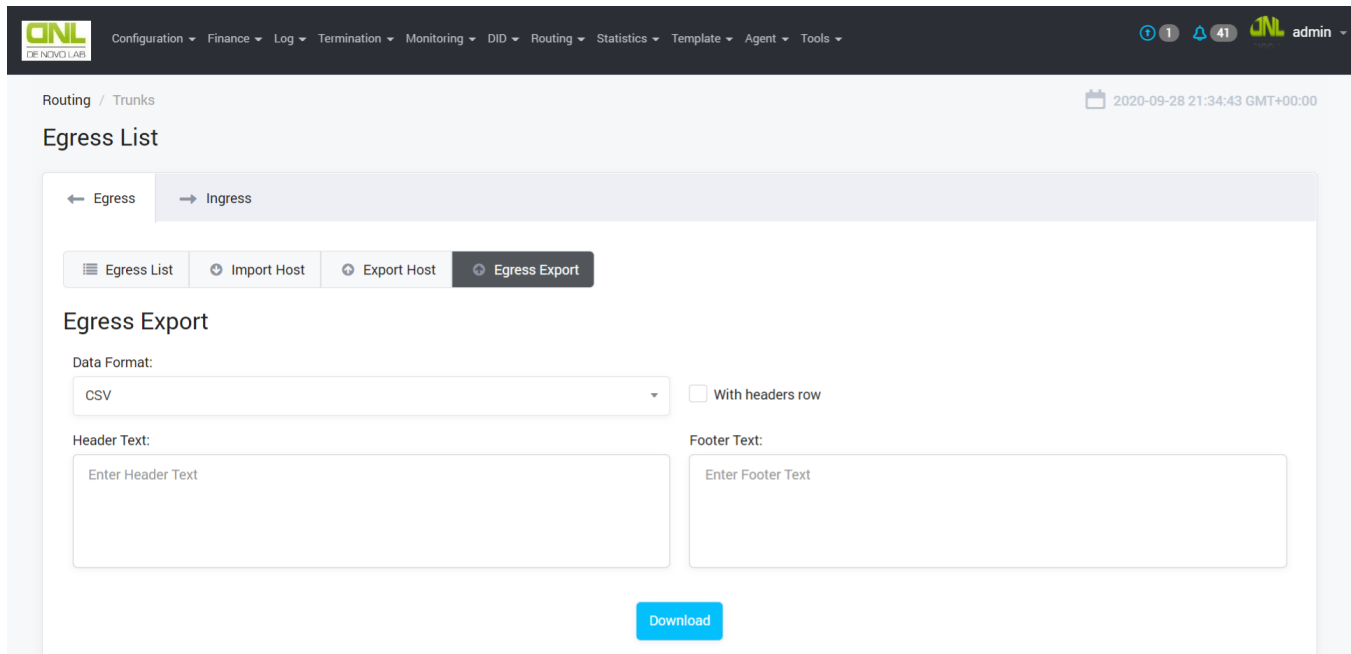 DNL
DE NOVO LAB
Configuration Finance Log Termination Monitoring DID Routing Statistics Template Agent Tools
1 41 DNL admin
Routing / Trunks
2020-09-28 21:34:43 GMT+00:00
Egress List
Egress Ingress
Egress List Import Host Export Host Egress Export
Egress Export
Data Format:
CSV
With headers row
Header Text: Footer Text:
Enter Header Text Enter Footer Text
Download